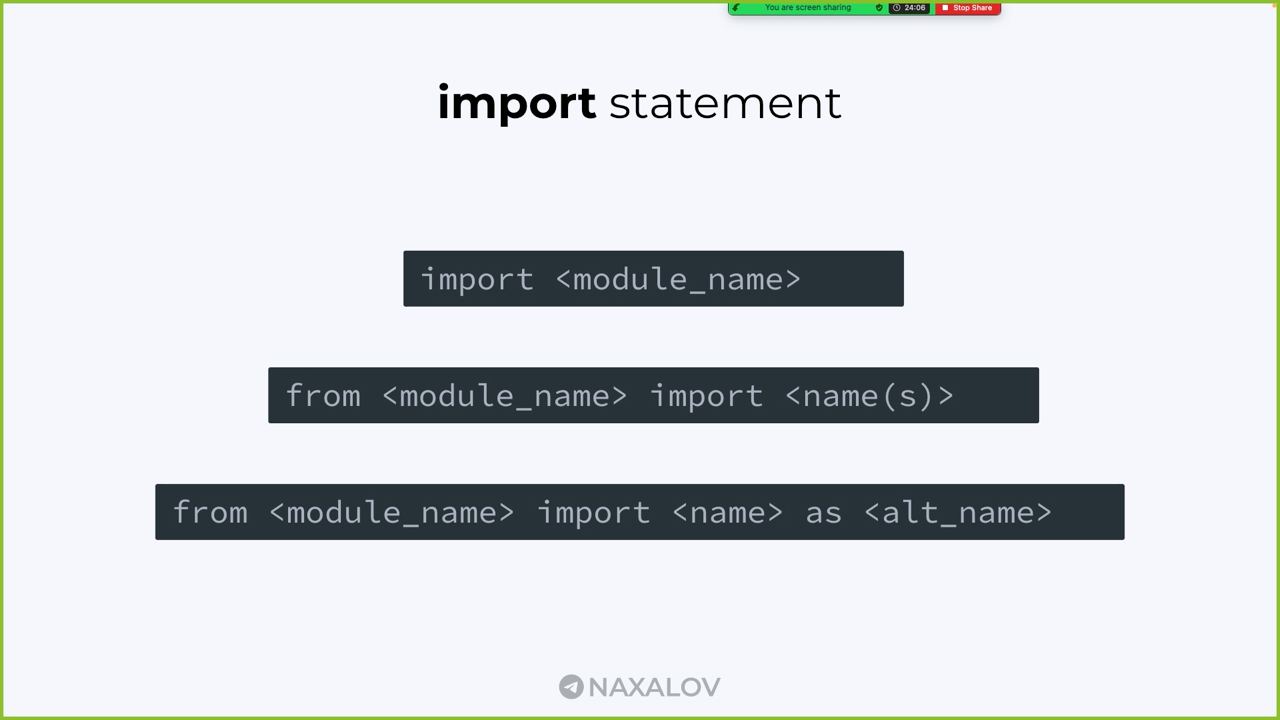 You are screen sharing 24:06 Stop Share
import statement
import <module_name>
from <module_name> import <name(s)>
from <module_name> import <name> as <alt_name>
NAXALOV